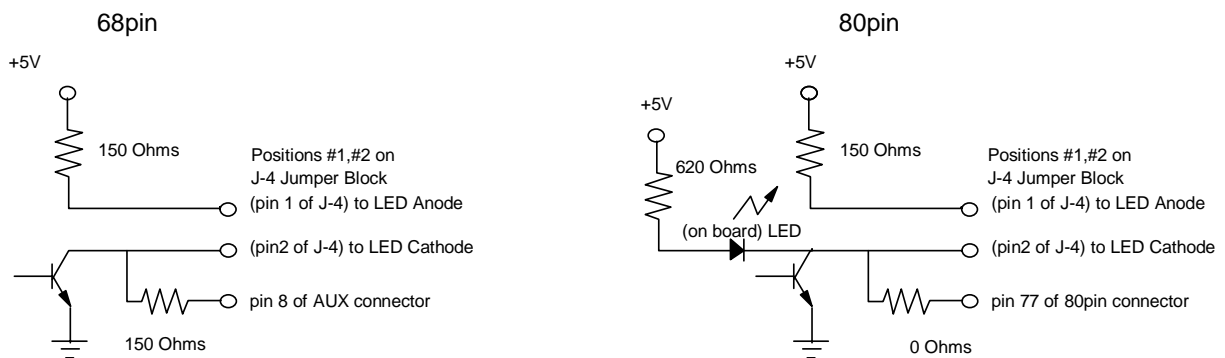 68pin
+5V
150 Ohms
Positions #1,#2 on
J-4 Jumper Block
(pin 1 of J-4) to LED Anode
(pin2 of J-4) to LED Cathode
pin 8 of AUX connector
150 Ohms
80pin
+5V
+5V
150 Ohms
620 Ohms
Positions #1,#2 on
J-4 Jumper Block
(pin 1 of J-4) to LED Anode
(on board) LED
(pin2 of J-4) to LED Cathode
pin 77 of 80pin connector
0 Ohms